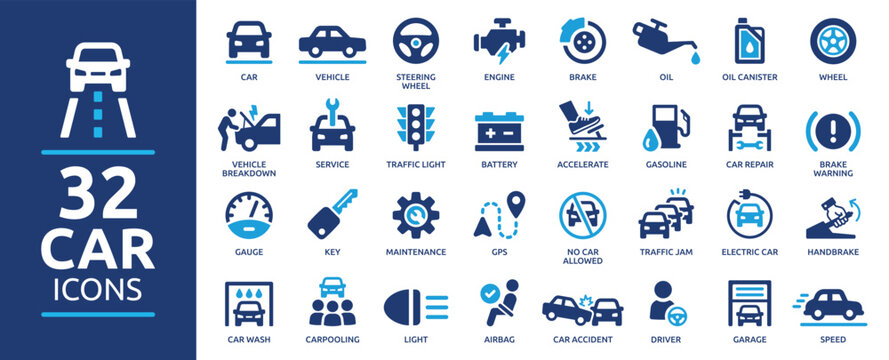 32
CAR
ICONS
CAR
VEHICLE
STEERING
WHEEL
ENGINE
BRAKE
OIL
OIL CANISTER
WHEEL
VEHICLE
BREAKDOWN
SERVICE
TRAFFIC LIGHT
BATTERY
ACCELERATE
GASOLINE
CAR REPAIR
BRAKE
WARNING
GAUGE
KEY
MAINTENANCE
GPS
NO CAR
ALLOWED
TRAFFIC JAM
ELECTRIC CAR
HANDBRAKE
CAR WASH
CARPOOLING
LIGHT
AIRBAG
CAR ACCIDENT
DRIVER
GARAGE
SPEED